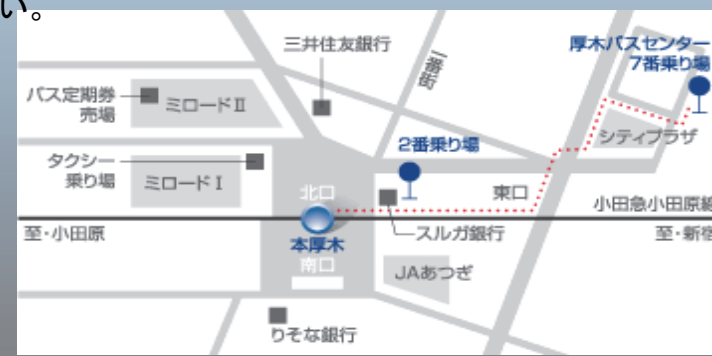 い。
三井住友銀行
一番街
厚木バスセンター
7番乗り場
バス定期券
売場
ミロードⅡ
シティプラザ
2番乗り場
タクシー
乗り場
ミロードⅠ
北口
東口
小田急小田原線
至・小田原
本厚木
スルガ銀行
至・新宿
南口
JAあつぎ
りそな銀行